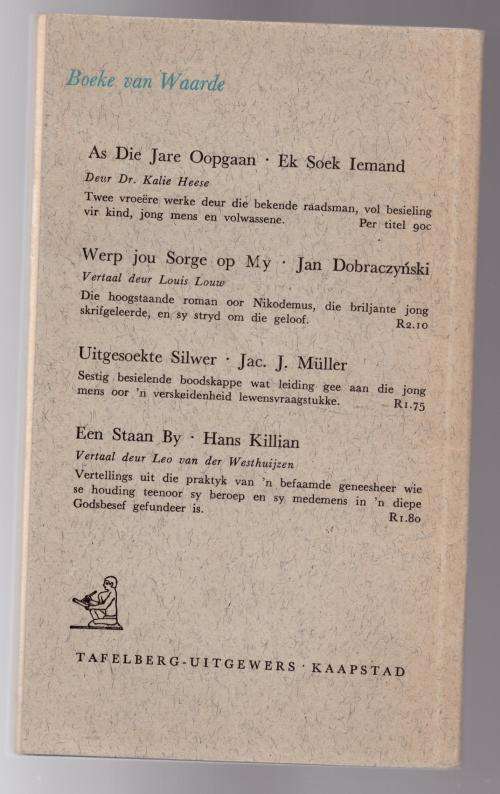 Boeke van Waarde
As Die Jare Oopgaan · Ek Soek Iemand
Deur Dr. Kalie Heese
Twee vroeëre werke deur die bekende raadsman, vol besieling
vir kind, jong mens en volwassene. Per titel 90c
Werp jou Sorge op My · Jan Dobraczyński
Vertaal deur Louis Louw
Die hoogstaande roman oor Nikodemus, die briljante jong
skrifgeleerde, en sy stryd om die geloof. R2.10
Uitgesoekte Silwer · Jac. J. Müller
Sestig besielende boodskappe wat leiding gee aan die jong
mens oor 'n verskeidenheid lewensvraagstukke. R1.75
Een Staan By · Hans Killian
Vertaal deur Leo van der Westhuijzen
Vertellings uit die praktyk van 'n befaamde geneesheer wie
se houding teenoor sy beroep en sy medemens in 'n diepe
Godsbesef gefundeer is. R1.80
TAFELBERG-UITGEWERS · KAAPSTAD